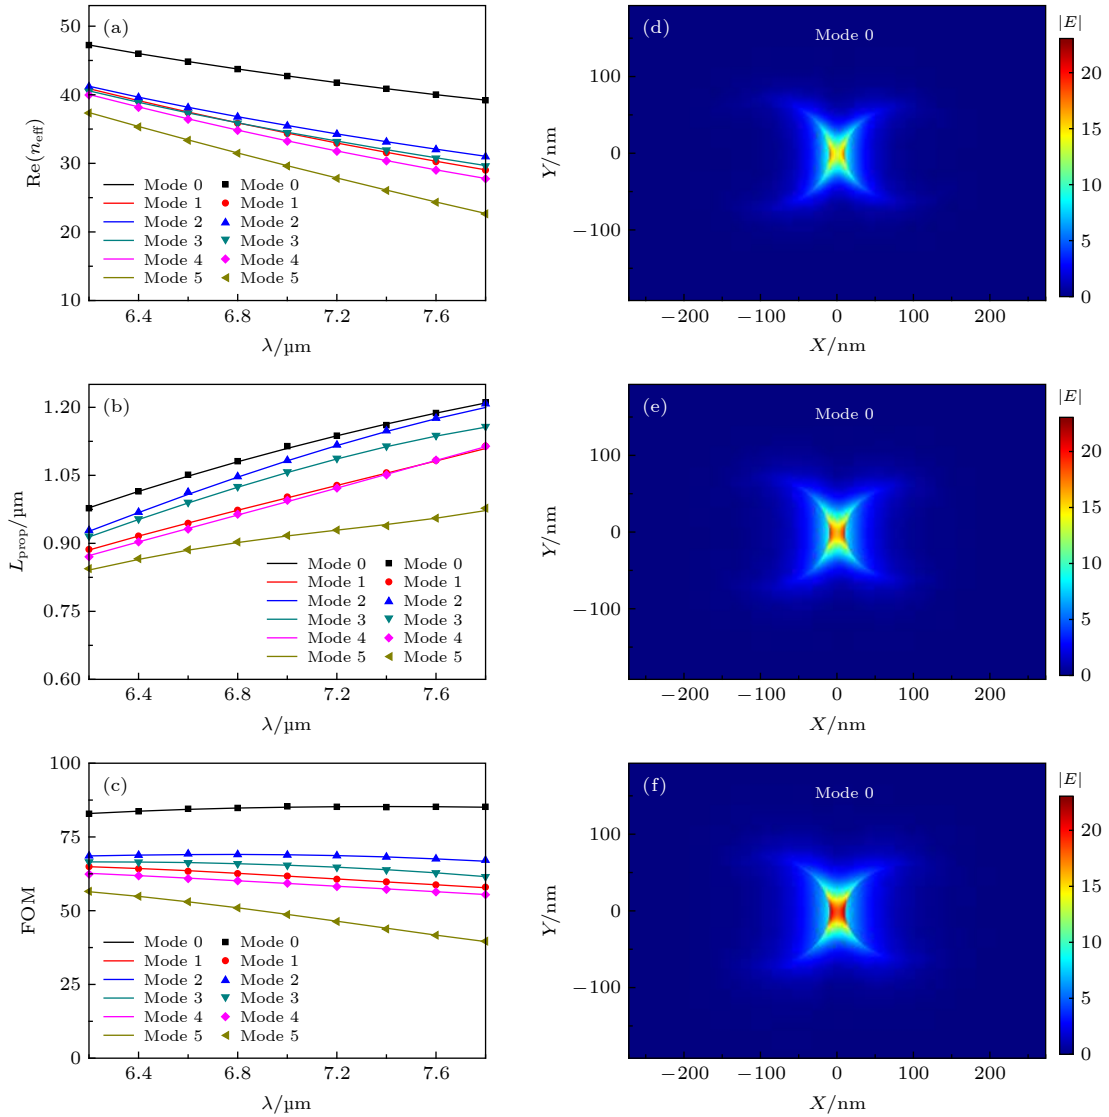 (a)
50
40
30
20
10
Re(n_eff)
Mode 0 Mode 0
Mode 1 Mode 1
Mode 2 Mode 2
Mode 3 Mode 3
Mode 4 Mode 4
Mode 5 Mode 5
6.4 6.8 7.2 7.6
λ/μm
(d)
Mode 0
|E|
100
0
−100
Y/nm
−200 −100 0 100 200
X/nm
20
15
10
5
0
(b)
1.20
1.05
0.90
0.75
0.60
L_prop/μm
Mode 0 Mode 0
Mode 1 Mode 1
Mode 2 Mode 2
Mode 3 Mode 3
Mode 4 Mode 4
Mode 5 Mode 5
6.4 6.8 7.2 7.6
λ/μm
(e)
Mode 0
|E|
100
0
−100
Y/nm
−200 −100 0 100 200
X/nm
20
15
10
5
0
(c)
100
75
50
25
0
FOM
Mode 0 Mode 0
Mode 1 Mode 1
Mode 2 Mode 2
Mode 3 Mode 3
Mode 4 Mode 4
Mode 5 Mode 5
6.4 6.8 7.2 7.6
λ/μm
(f)
Mode 0
|E|
100
0
−100
Y/nm
−200 −100 0 100 200
X/nm
20
15
10
5
0